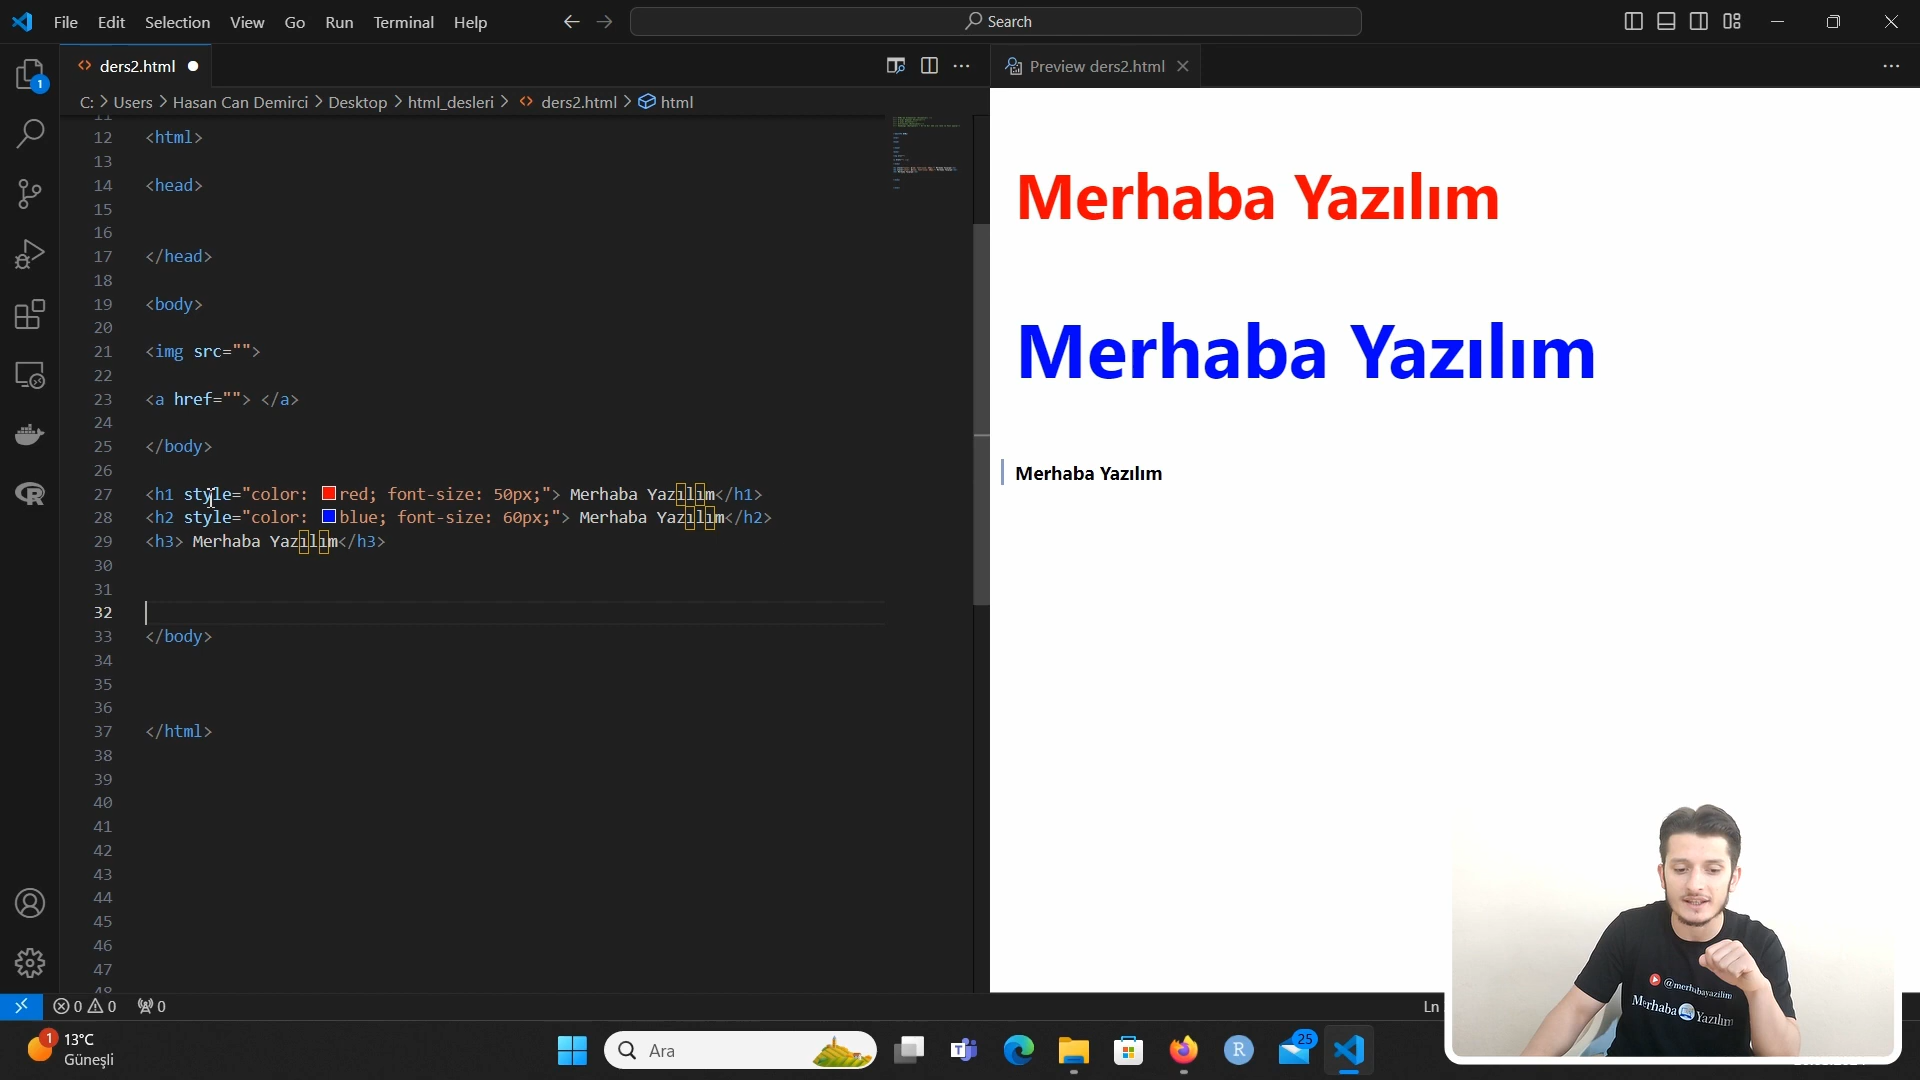 File Edit Selection View Go Run Terminal Help
Search
ders2.html
Preview ders2.html
C: > Users > Hasan Can Demirci > Desktop > html_desleri > ders2.html > html
1
12 <html>
13
14 <head>
15
16
17 </head>
18
19 <body>
20
21 <img src="">
22
23 <a href=""> </a>
24
25 </body>
26
27 <h1 style="color: red; font-size: 50px;"> Merhaba Yazılım</h1>
28 <h2 style="color: blue; font-size: 60px;"> Merhaba Yazılım</h2>
29 <h3> Merhaba Yazılım</h3>
30
31
32
33 </body>
34
35
36
37 </html>
38
39
40
41
42
43
44
45
46
47
Merhaba Yazılım
Merhaba Yazılım
Merhaba Yazılım
@merhabayazilim
Merhaba Yazılım
0 0 0
Ln
1
13°C
Güneşli
Ara
R
25